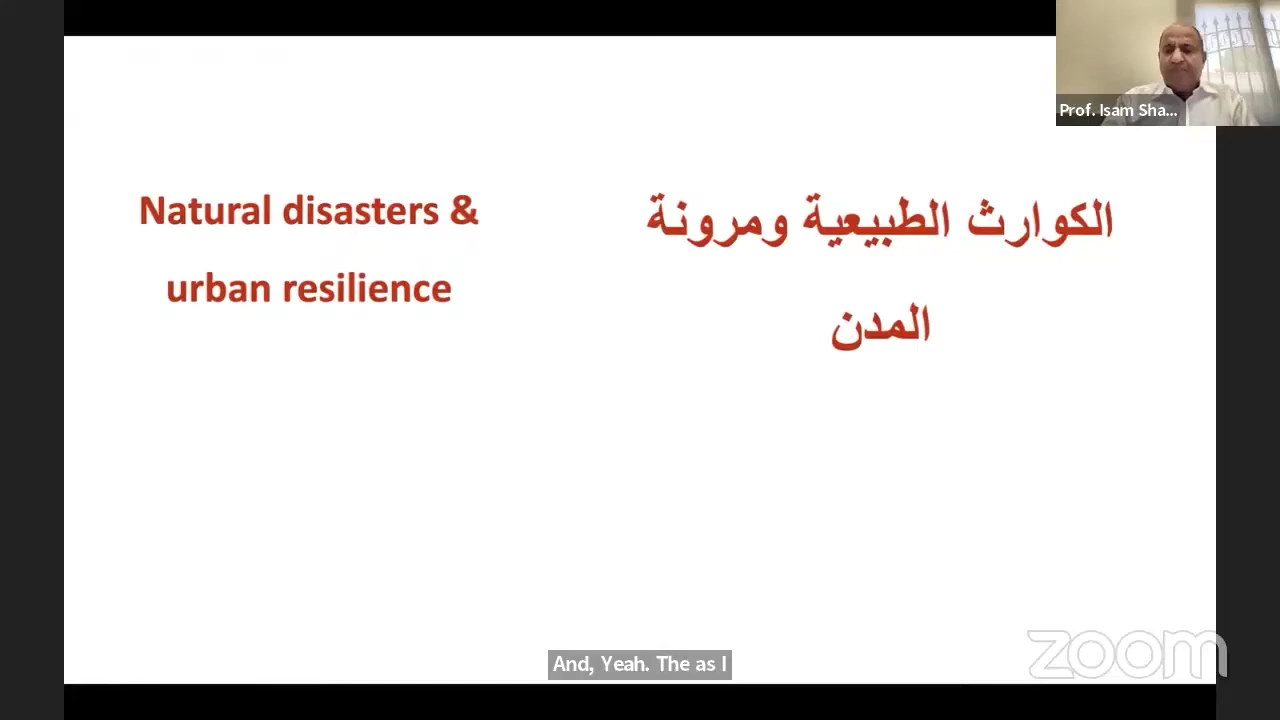 Prof. Isam Sha...
Natural disasters &
urban resilience
الكوارث الطبيعية ومرونة
المدن
And, Yeah. The as I
zoom